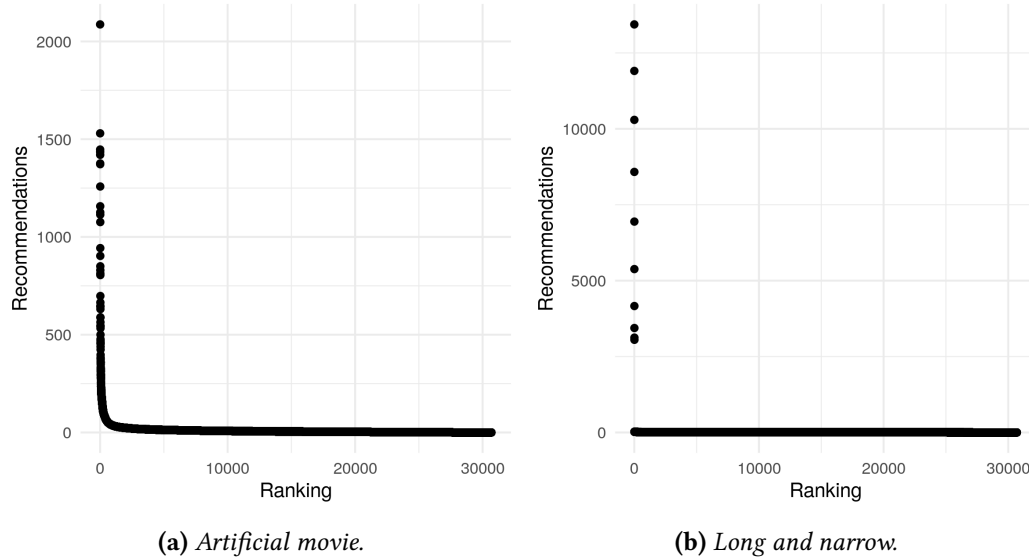 2000
1500
1000
500
0
Recommendations
0
10000
20000
30000
Ranking
(a) Artificial movie.
10000
5000
0
Recommendations
0
10000
20000
30000
Ranking
(b) Long and narrow.